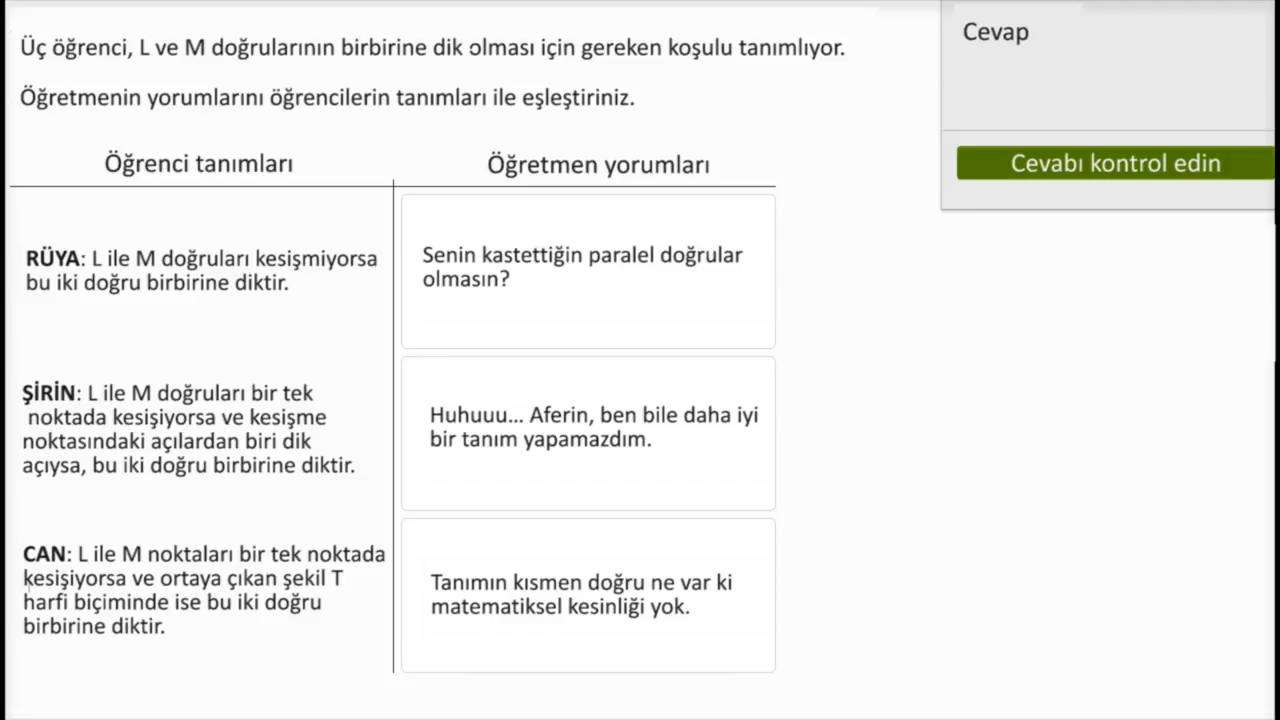 Üç öğrenci, L ve M doğrularının birbirine dik olması için gereken koşulu tanımlıyor.
Öğretmenin yorumlarını öğrencilerin tanımları ile eşleştiriniz.
Cevap
Cevabı kontrol edin
Öğrenci tanımları
Öğretmen yorumları
RÜYA: L ile M doğruları kesişmiyorsa
bu iki doğru birbirine diktir.
Senin kastettiğin paralel doğrular
olmasın?
ŞİRİN: L ile M doğruları bir tek
noktada kesişiyorsa ve kesişme
noktasındaki açılardan biri dik
açıysa, bu iki doğru birbirine diktir.
Huhuuu... Aferin, ben bile daha iyi
bir tanım yapamazdım.
CAN: L ile M noktaları bir tek noktada
kesişiyorsa ve ortaya çıkan şekil T
harfi biçiminde ise bu iki doğru
birbirine diktir.
Tanımın kısmen doğru ne var ki
matematiksel kesinliği yok.